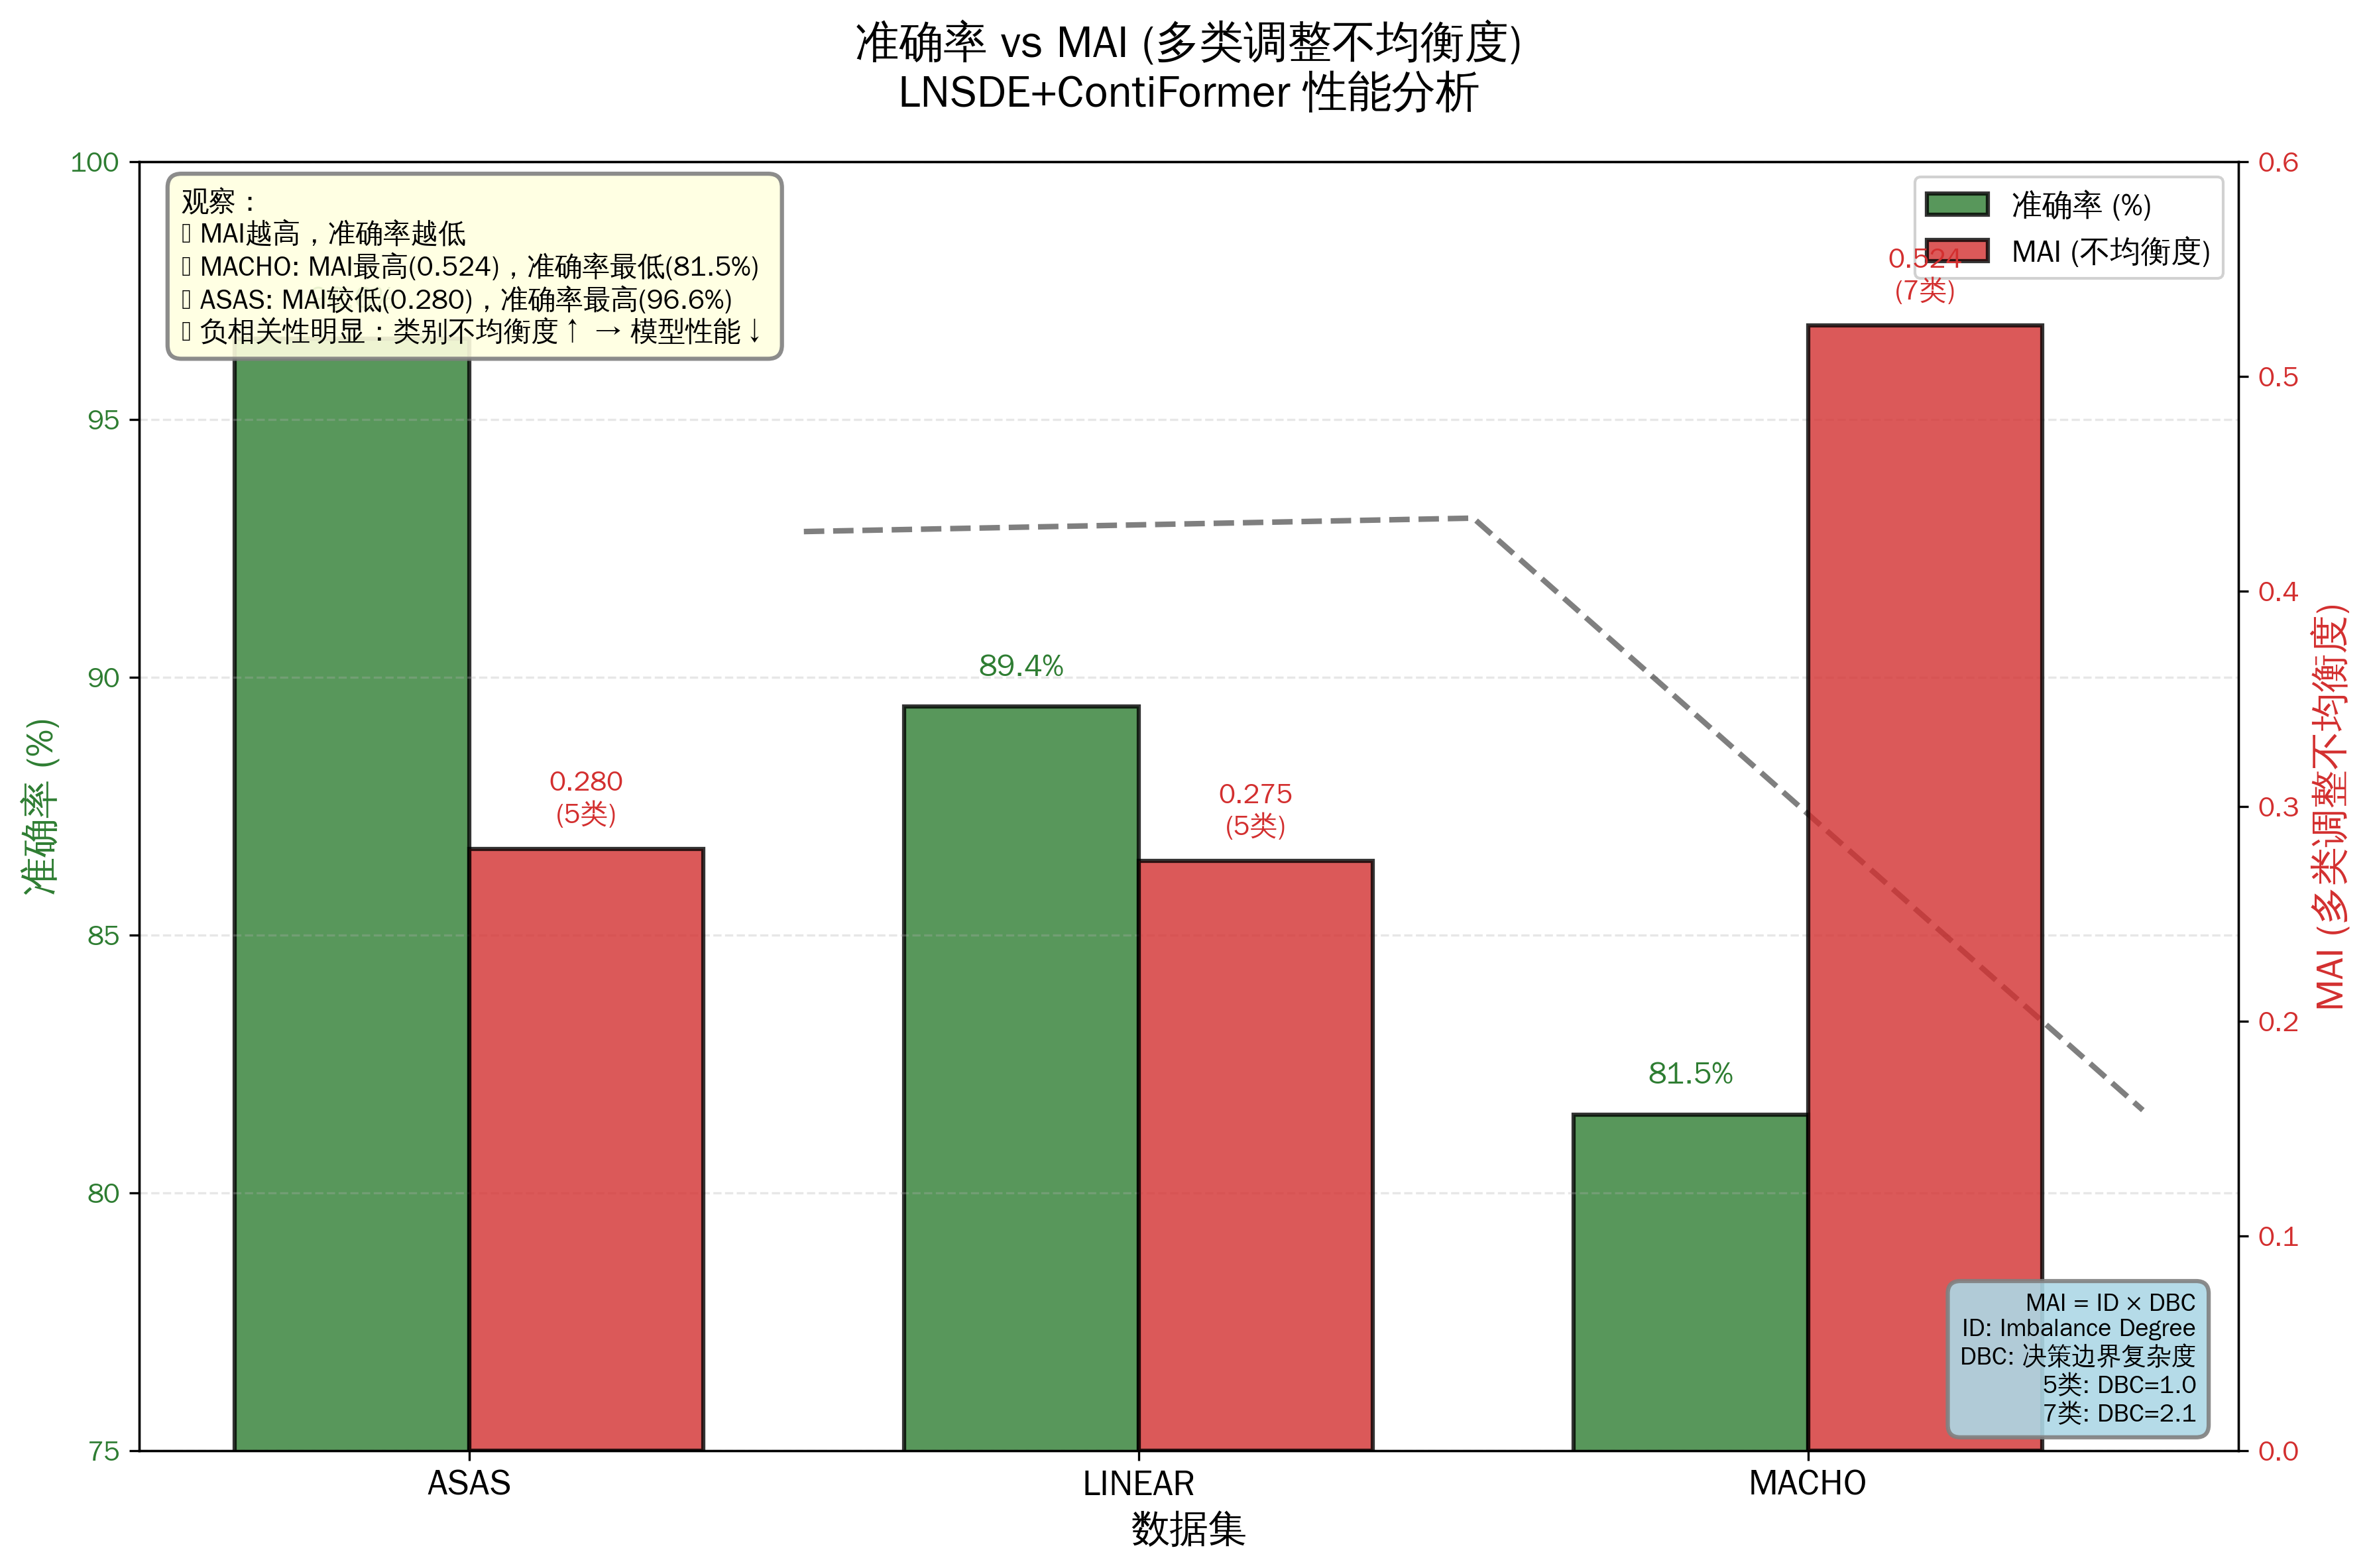 准确率 vs MAI (多类调整不均衡度)
LNSDE+ContiFormer 性能分析
观察：
MAI越高，准确率越低
MACHO: MAI最高(0.524)，准确率最低(81.5%)
ASAS: MAI较低(0.280)，准确率最高(96.6%)
负相关性明显：类别不均衡度↑ → 模型性能↓
准确率 (%)
MAI (不均衡度)
0.524
(7类)
89.4%
0.280
(5类)
0.275
(5类)
81.5%
MAI = ID × DBC
ID: Imbalance Degree
DBC: 决策边界复杂度
5类: DBC=1.0
7类: DBC=2.1
准确率 (%)
100
95
90
85
80
75
MAI (多类调整不均衡度)
0.6
0.5
0.4
0.3
0.2
0.1
0.0
ASAS
LINEAR
MACHO
数据集